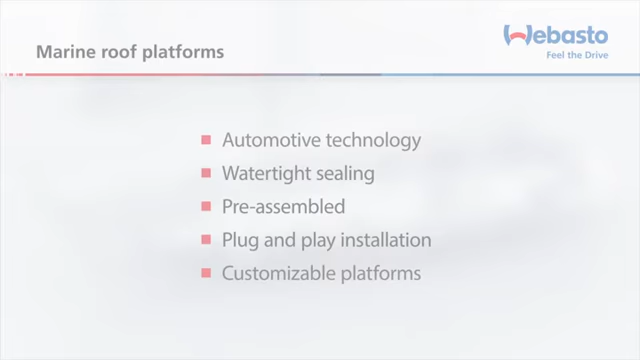 Marine roof platforms
Webasto
Feel the Drive
Automotive technology
Watertight sealing
Pre-assembled
Plug and play installation
Customizable platforms